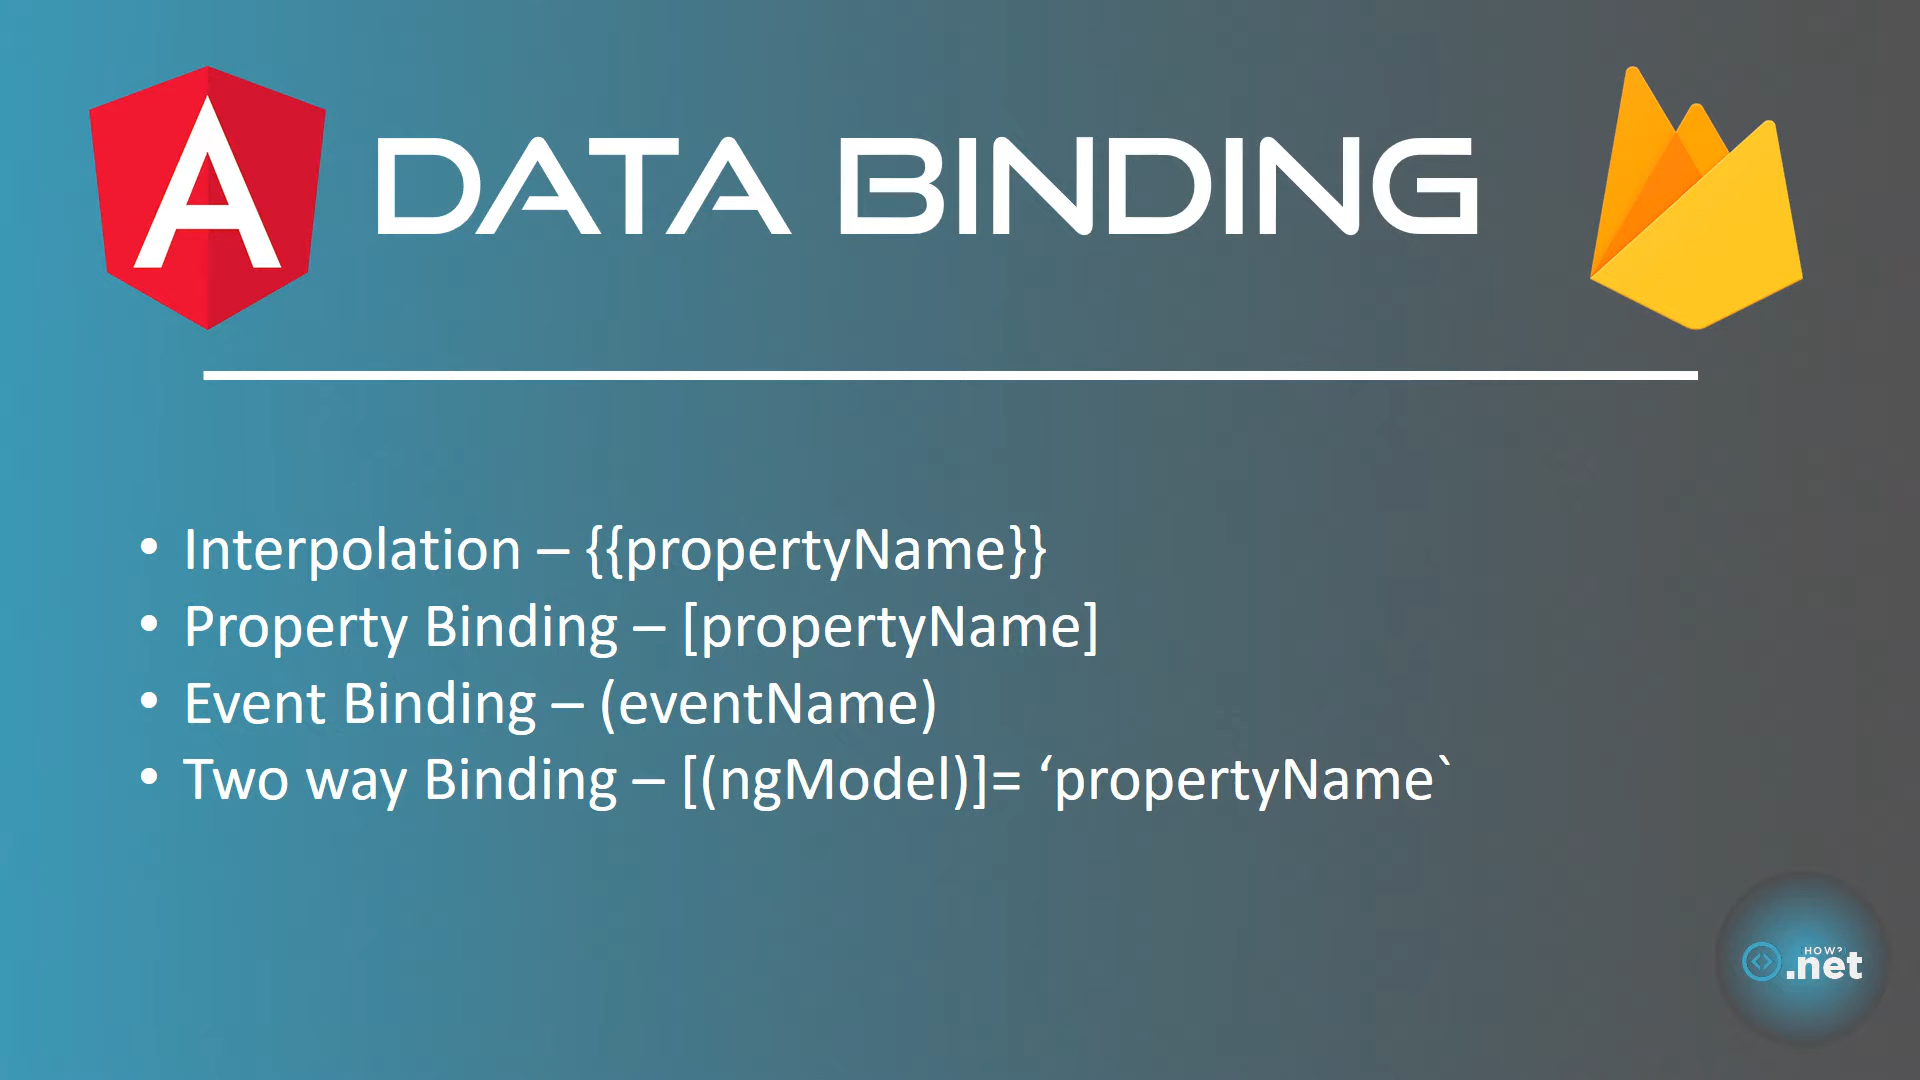 A
DATA BINDING
• Interpolation – {{propertyName}}
• Property Binding – [propertyName]
• Event Binding – (eventName)
• Two way Binding – [(ngModel)]= ‘propertyName`
HOW?
.net